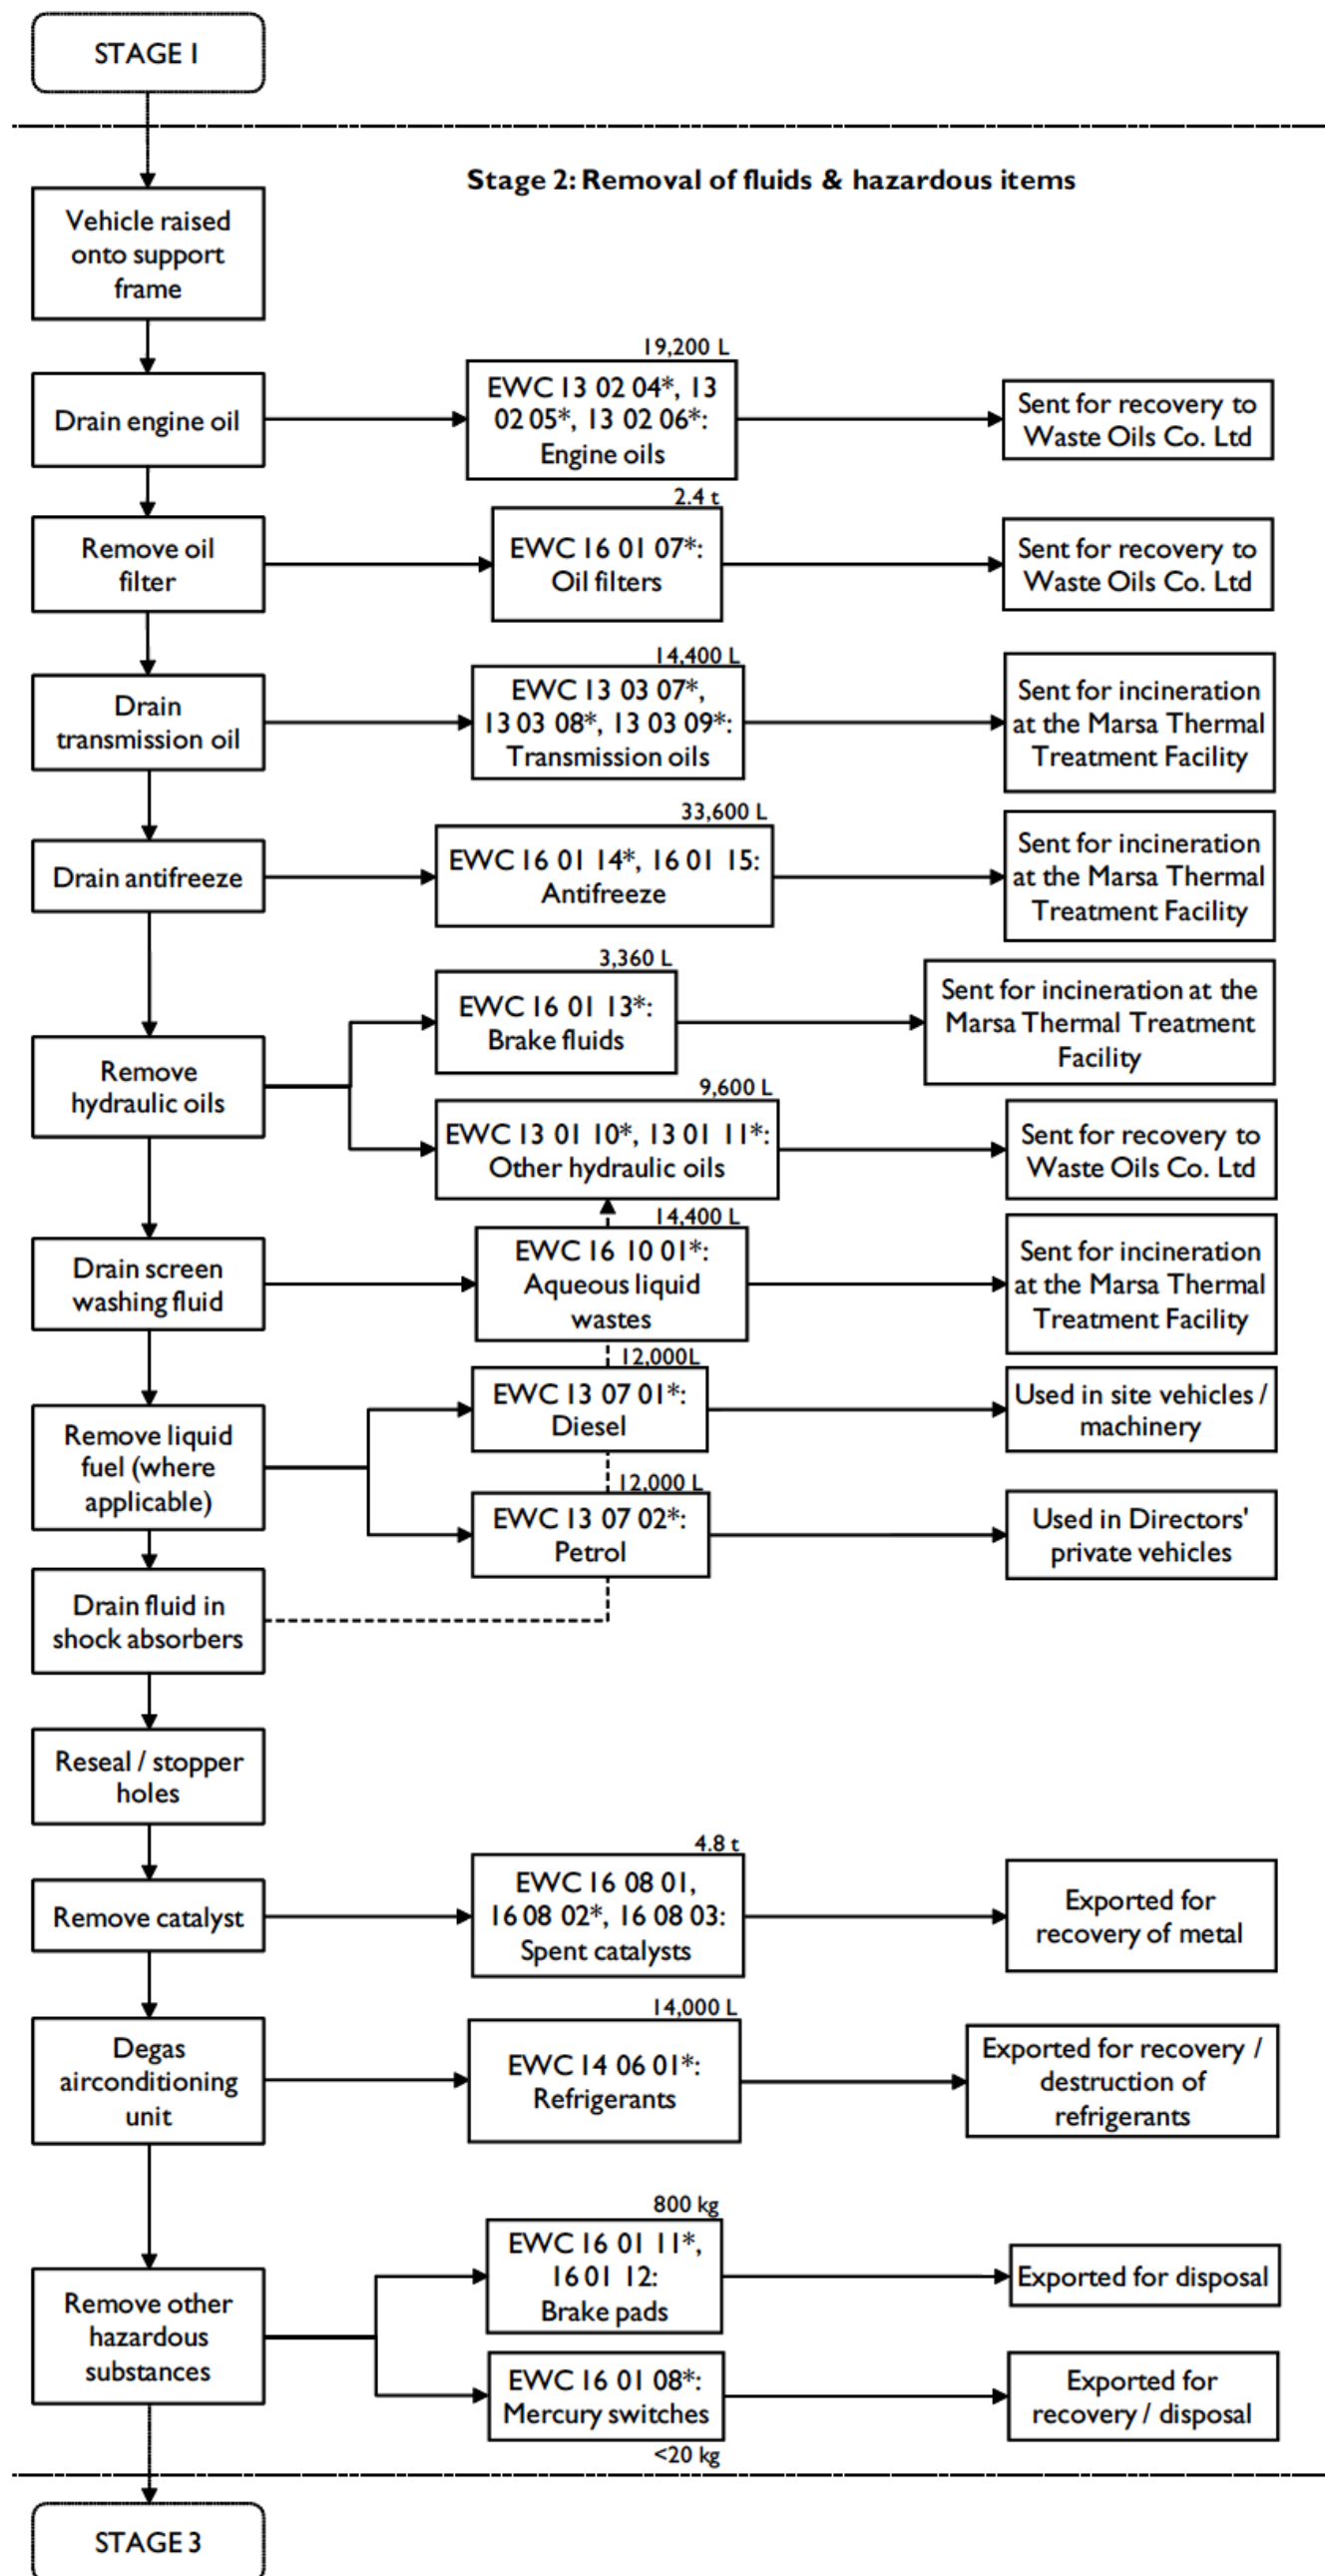 STAGE 1
Stage 2: Removal of fluids & hazardous items
Vehicle raised
onto support
frame
Drain engine oil
19,200 L
EWC 13 02 04*, 13
02 05*, 13 02 06*:
Engine oils
Sent for recovery to
Waste Oils Co. Ltd
Remove oil
filter
2.4 t
EWC 16 01 07*:
Oil filters
Sent for recovery to
Waste Oils Co. Ltd
Drain
transmission oil
14,400 L
EWC 13 03 07*,
13 03 08*, 13 03 09*:
Transmission oils
Sent for incineration
at the Marsa Thermal
Treatment Facility
Drain antifreeze
33,600 L
EWC 16 01 14*, 16 01 15:
Antifreeze
Sent for incineration
at the Marsa Thermal
Treatment Facility
Remove
hydraulic oils
3,360 L
EWC 16 01 13*:
Brake fluids
Sent for incineration at the
Marsa Thermal Treatment
Facility
9,600 L
EWC 13 01 10*, 13 01 11*:
Other hydraulic oils
Sent for recovery to
Waste Oils Co. Ltd
Drain screen
washing fluid
14,400 L
EWC 16 10 01*:
Aqueous liquid
wastes
Sent for incineration
at the Marsa Thermal
Treatment Facility
Remove liquid
fuel (where
applicable)
12,000L
EWC 13 07 01*:
Diesel
Used in site vehicles /
machinery
12,000 L
EWC 13 07 02*:
Petrol
Used in Directors'
private vehicles
Drain fluid in
shock absorbers
Reseal / stopper
holes
Remove catalyst
4.8 t
EWC 16 08 01,
16 08 02*, 16 08 03:
Spent catalysts
Exported for
recovery of metal
Degas
airconditioning
unit
14,000 L
EWC 14 06 01*:
Refrigerants
Exported for recovery /
destruction of
refrigerants
Remove other
hazardous
substances
800 kg
EWC 16 01 11*,
16 01 12:
Brake pads
Exported for disposal
EWC 16 01 08*:
Mercury switches
<20 kg
Exported for
recovery / disposal
STAGE 3